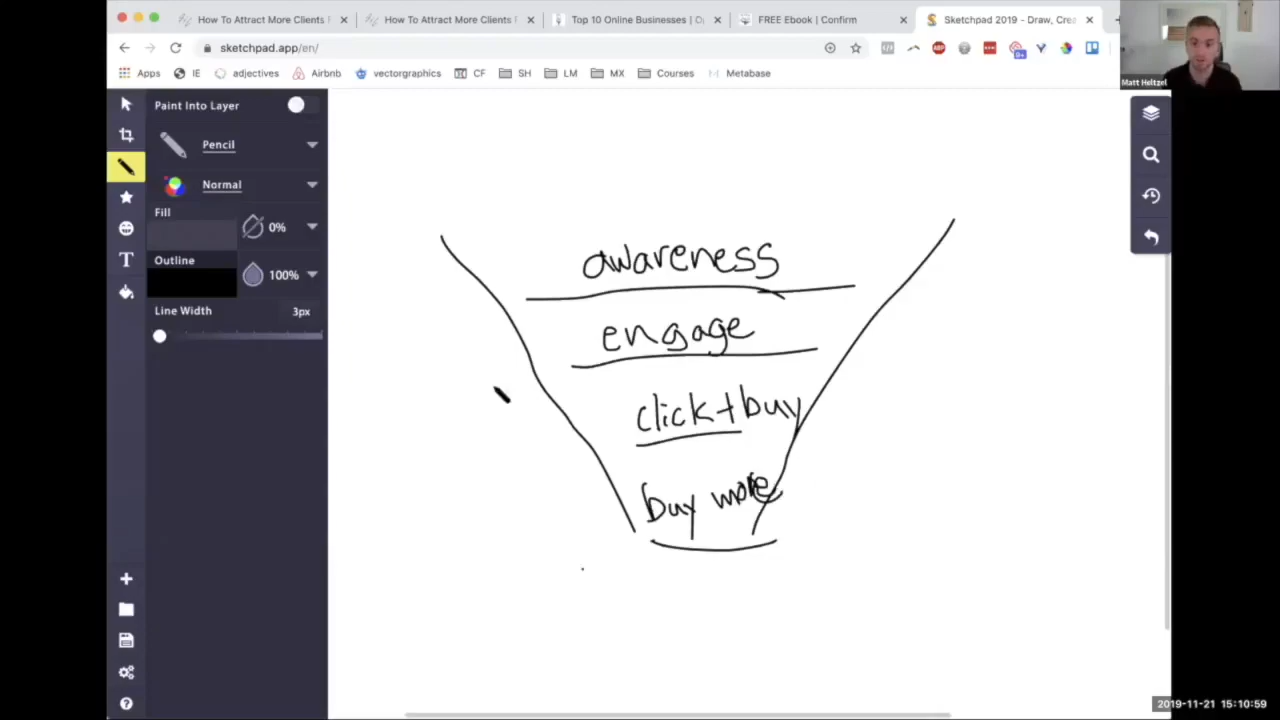 How To Attract More Clients F
How To Attract More Clients F
Top 10 Online Businesses | O
FREE Ebook | Confirm
Sketchpad 2019 - Draw, Crea
sketchpad.app/en/
Apps
IE
adjectives
Airbnb
vectorgraphics
CF
SH
LM
MX
Courses
Metabase
Matt Heltzel
Paint Into Layer
Pencil
Normal
Fill
0%
Outline
100%
Line Width 3px
awareness
engage
click+buy
buy more
2019-11-21 15:10:59